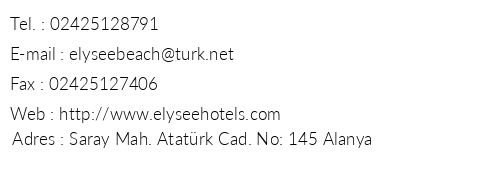 Tel. : 02425128791
E-mail : elyseebeach@turk.net
Fax : 02425127406
Web : http://www.elyseehotels.com
Adres : Saray Mah. Atatürk Cad. No: 145 Alanya